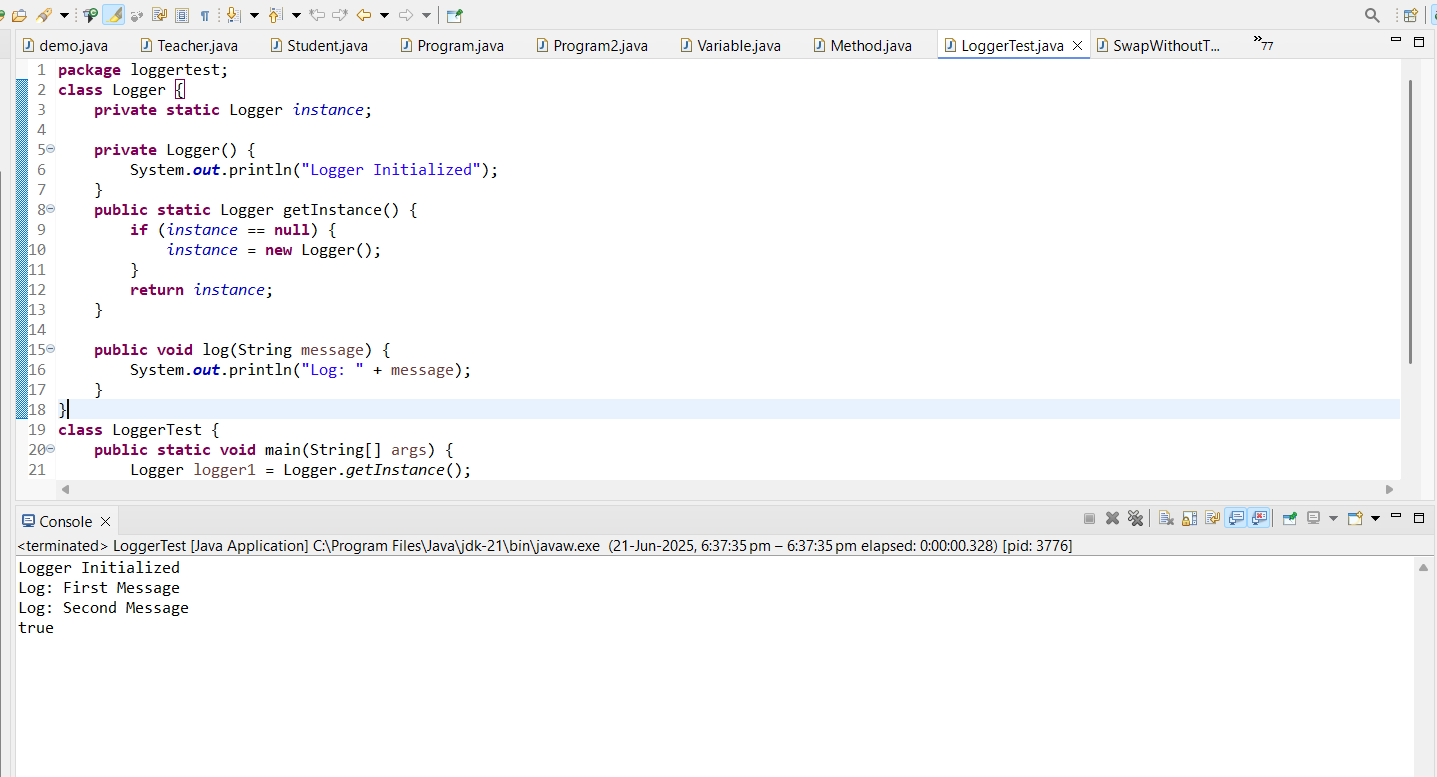 demo.java Teacher.java Student.java Program.java Program2.java Variable.java Method.java LoggerTest.java SwapWithoutT... »77
1 package loggertest;
2 class Logger {
3     private static Logger instance;
4
5     private Logger() {
6         System.out.println("Logger Initialized");
7     }
8     public static Logger getInstance() {
9         if (instance == null) {
10             instance = new Logger();
11         }
12         return instance;
13     }
14
15     public void log(String message) {
16         System.out.println("Log: " + message);
17     }
18 }
19 class LoggerTest {
20     public static void main(String[] args) {
21         Logger logger1 = Logger.getInstance();
Console
<terminated> LoggerTest [Java Application] C:\Program Files\Java\jdk-21\bin\javaw.exe (21-Jun-2025, 6:37:35 pm – 6:37:35 pm elapsed: 0:00:00.328) [pid: 3776]
Logger Initialized
Log: First Message
Log: Second Message
true